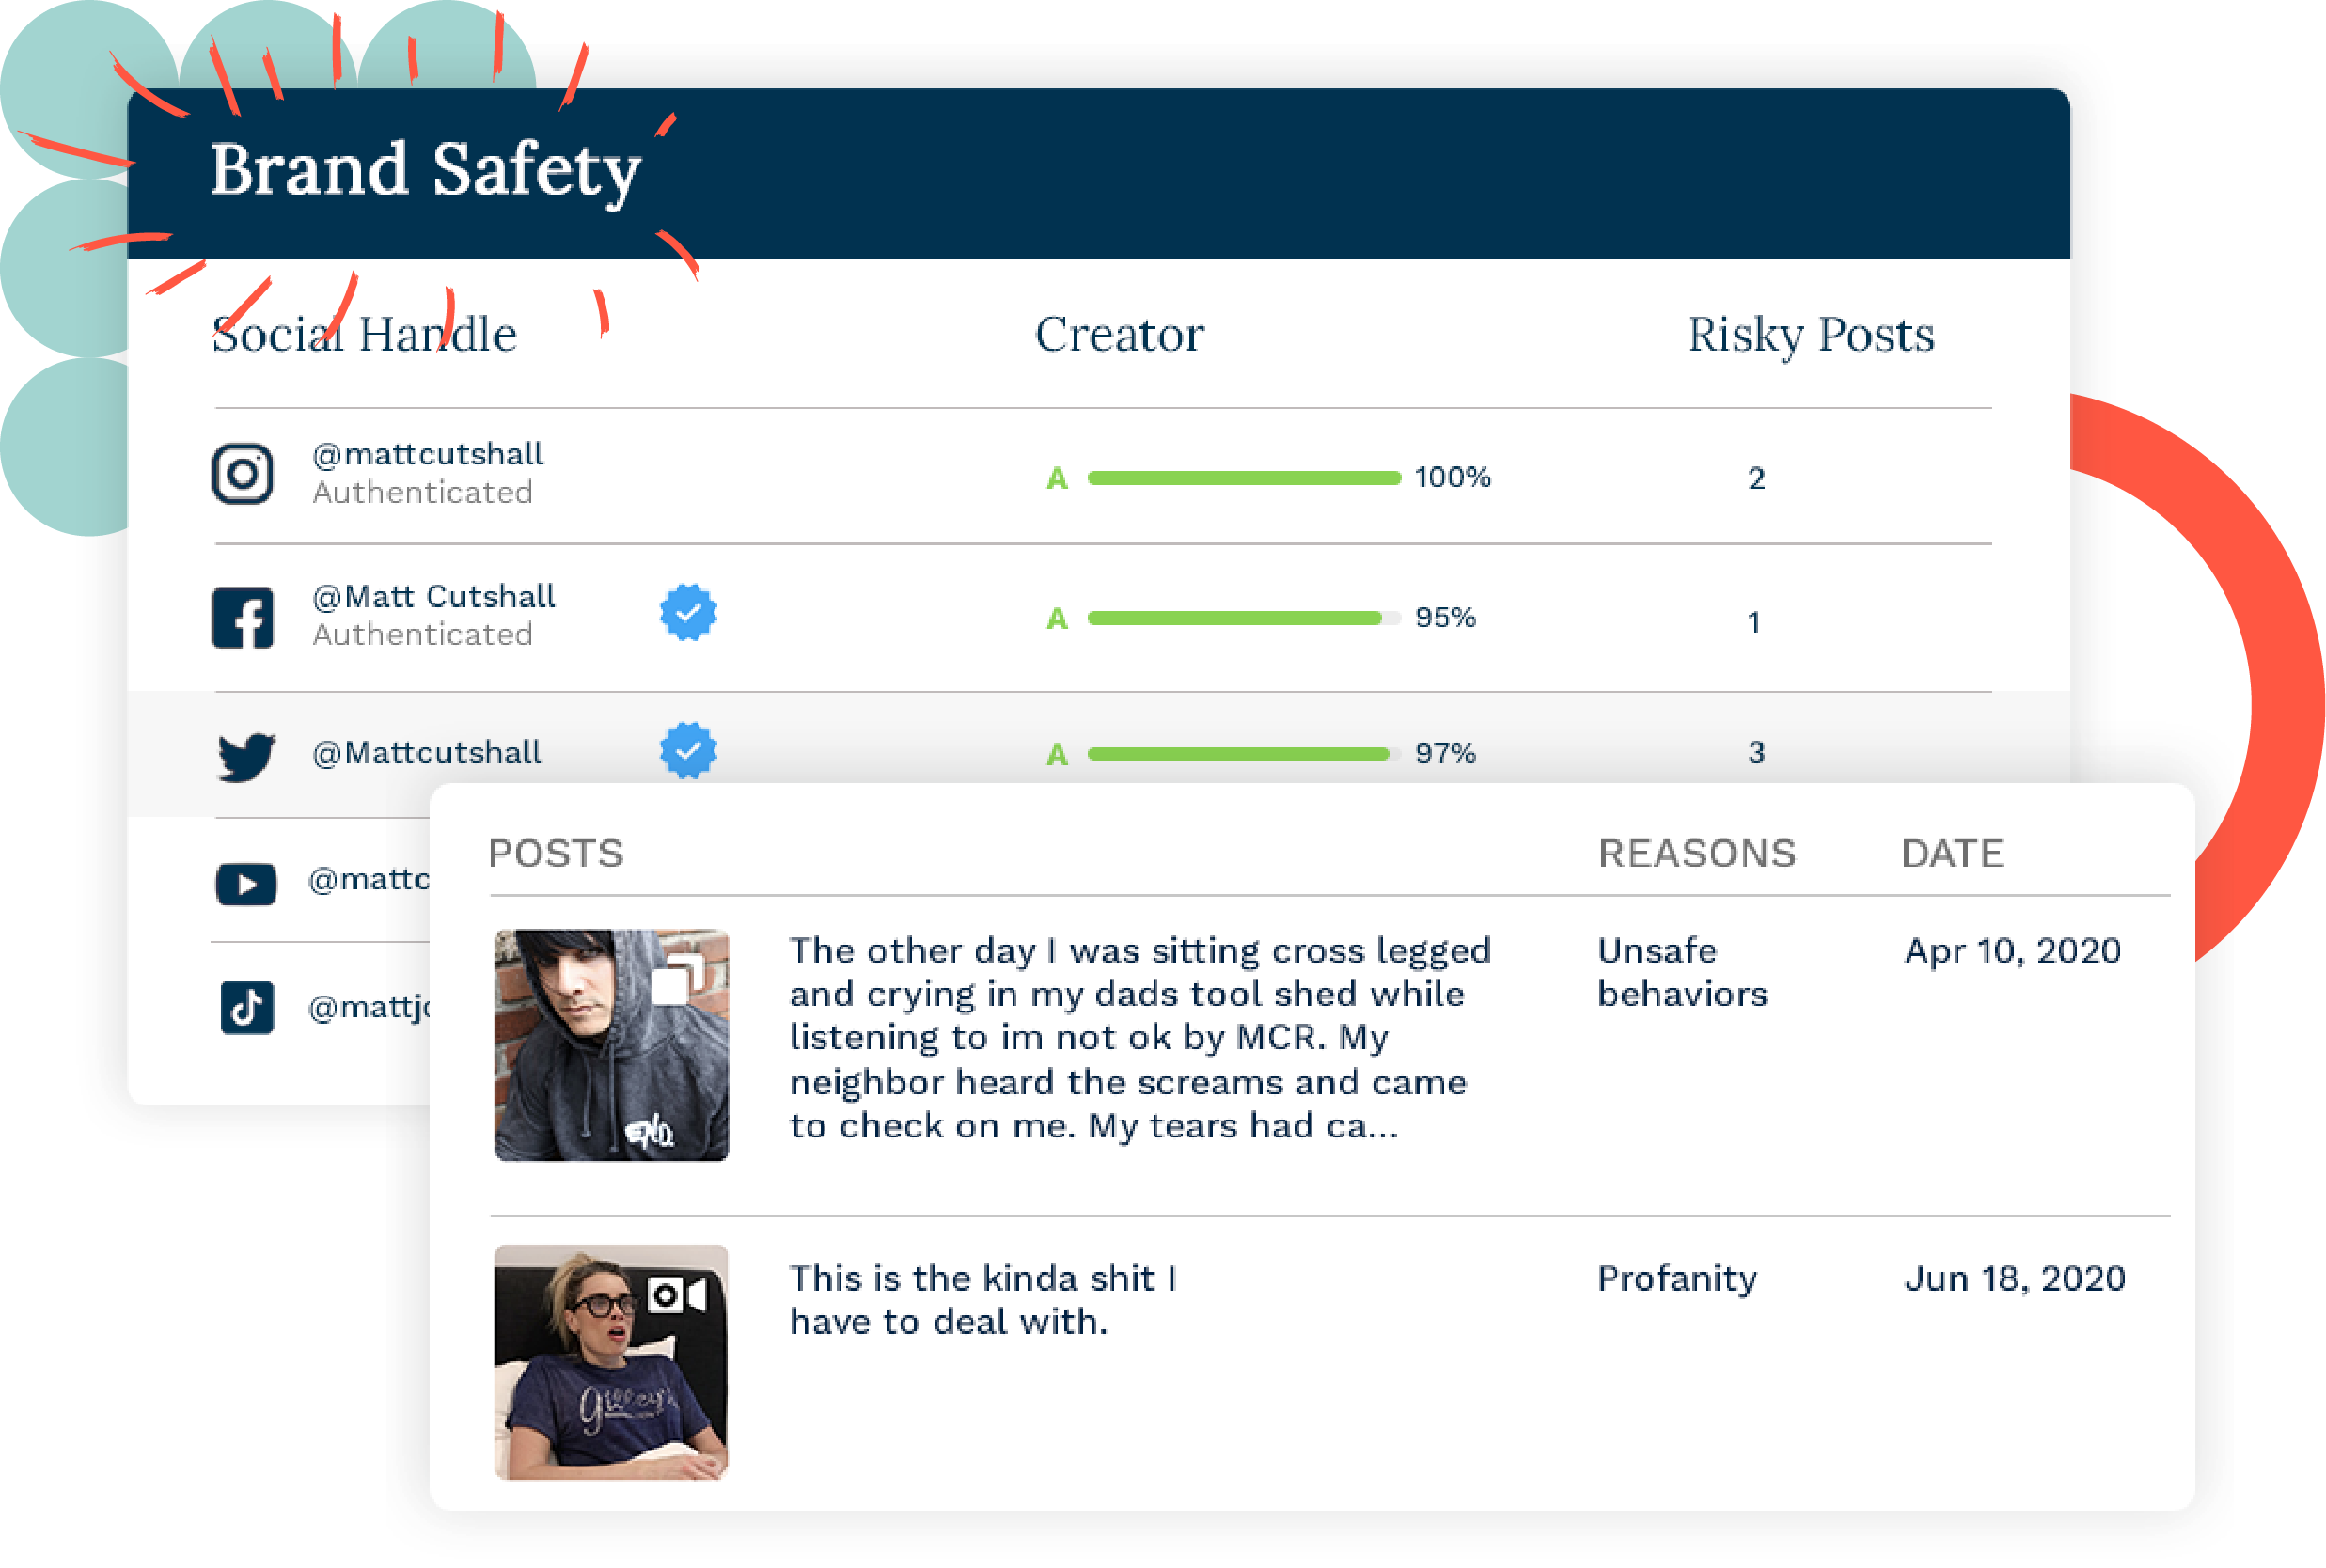 Brand Safety
Social Handle Creator Risky Posts
@mattcutshall
Authenticated
A 100% 2
@Matt Cutshall
Authenticated
A 95% 1
@Mattcutshall A 97% 3
@mattc
@mattj
POSTS REASONS DATE
The other day I was sitting cross legged
and crying in my dads tool shed while
listening to im not ok by MCR. My
neighbor heard the screams and came
to check on me. My tears had ca...
Unsafe
behaviors
Apr 10, 2020
This is the kinda shit I
have to deal with.
Profanity
Jun 18, 2020